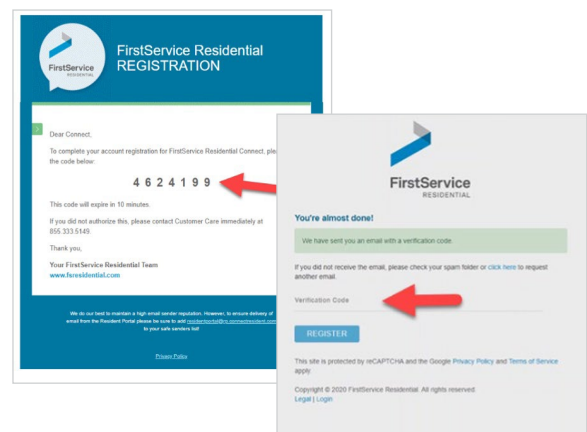 FirstService
RESIDENTIAL
FirstService Residential
REGISTRATION
Dear Connect,
To complete your account registration for FirstService Residential Connect,
the code below:
4 6 2 4 1 9 9
This code will expire in 10 minutes
If you did not authorize this, please contact Customer Care immediately at
855.333.5149.
Thank you,
Your FirstService Residential Team
www.fsresidential.com
We do our best to maintain a high email sender reputation. However, to ensure delivery of
email from the Resident Portal please be sure to add
to your safe senders list!
Privacy Policy
FirstService
RESIDENTIAL
You're almost done!
We have sent you an email with a verification code
If you did not receive the email, please check your spam folder or click here to request
another email.
Verification Code
REGISTER
This site is protected by reCAPTCHA and the Google Privacy Policy and Terms of Service
apply.
Copyright © 2020 FirstService Residential. All rights reserved.
Legal | Login